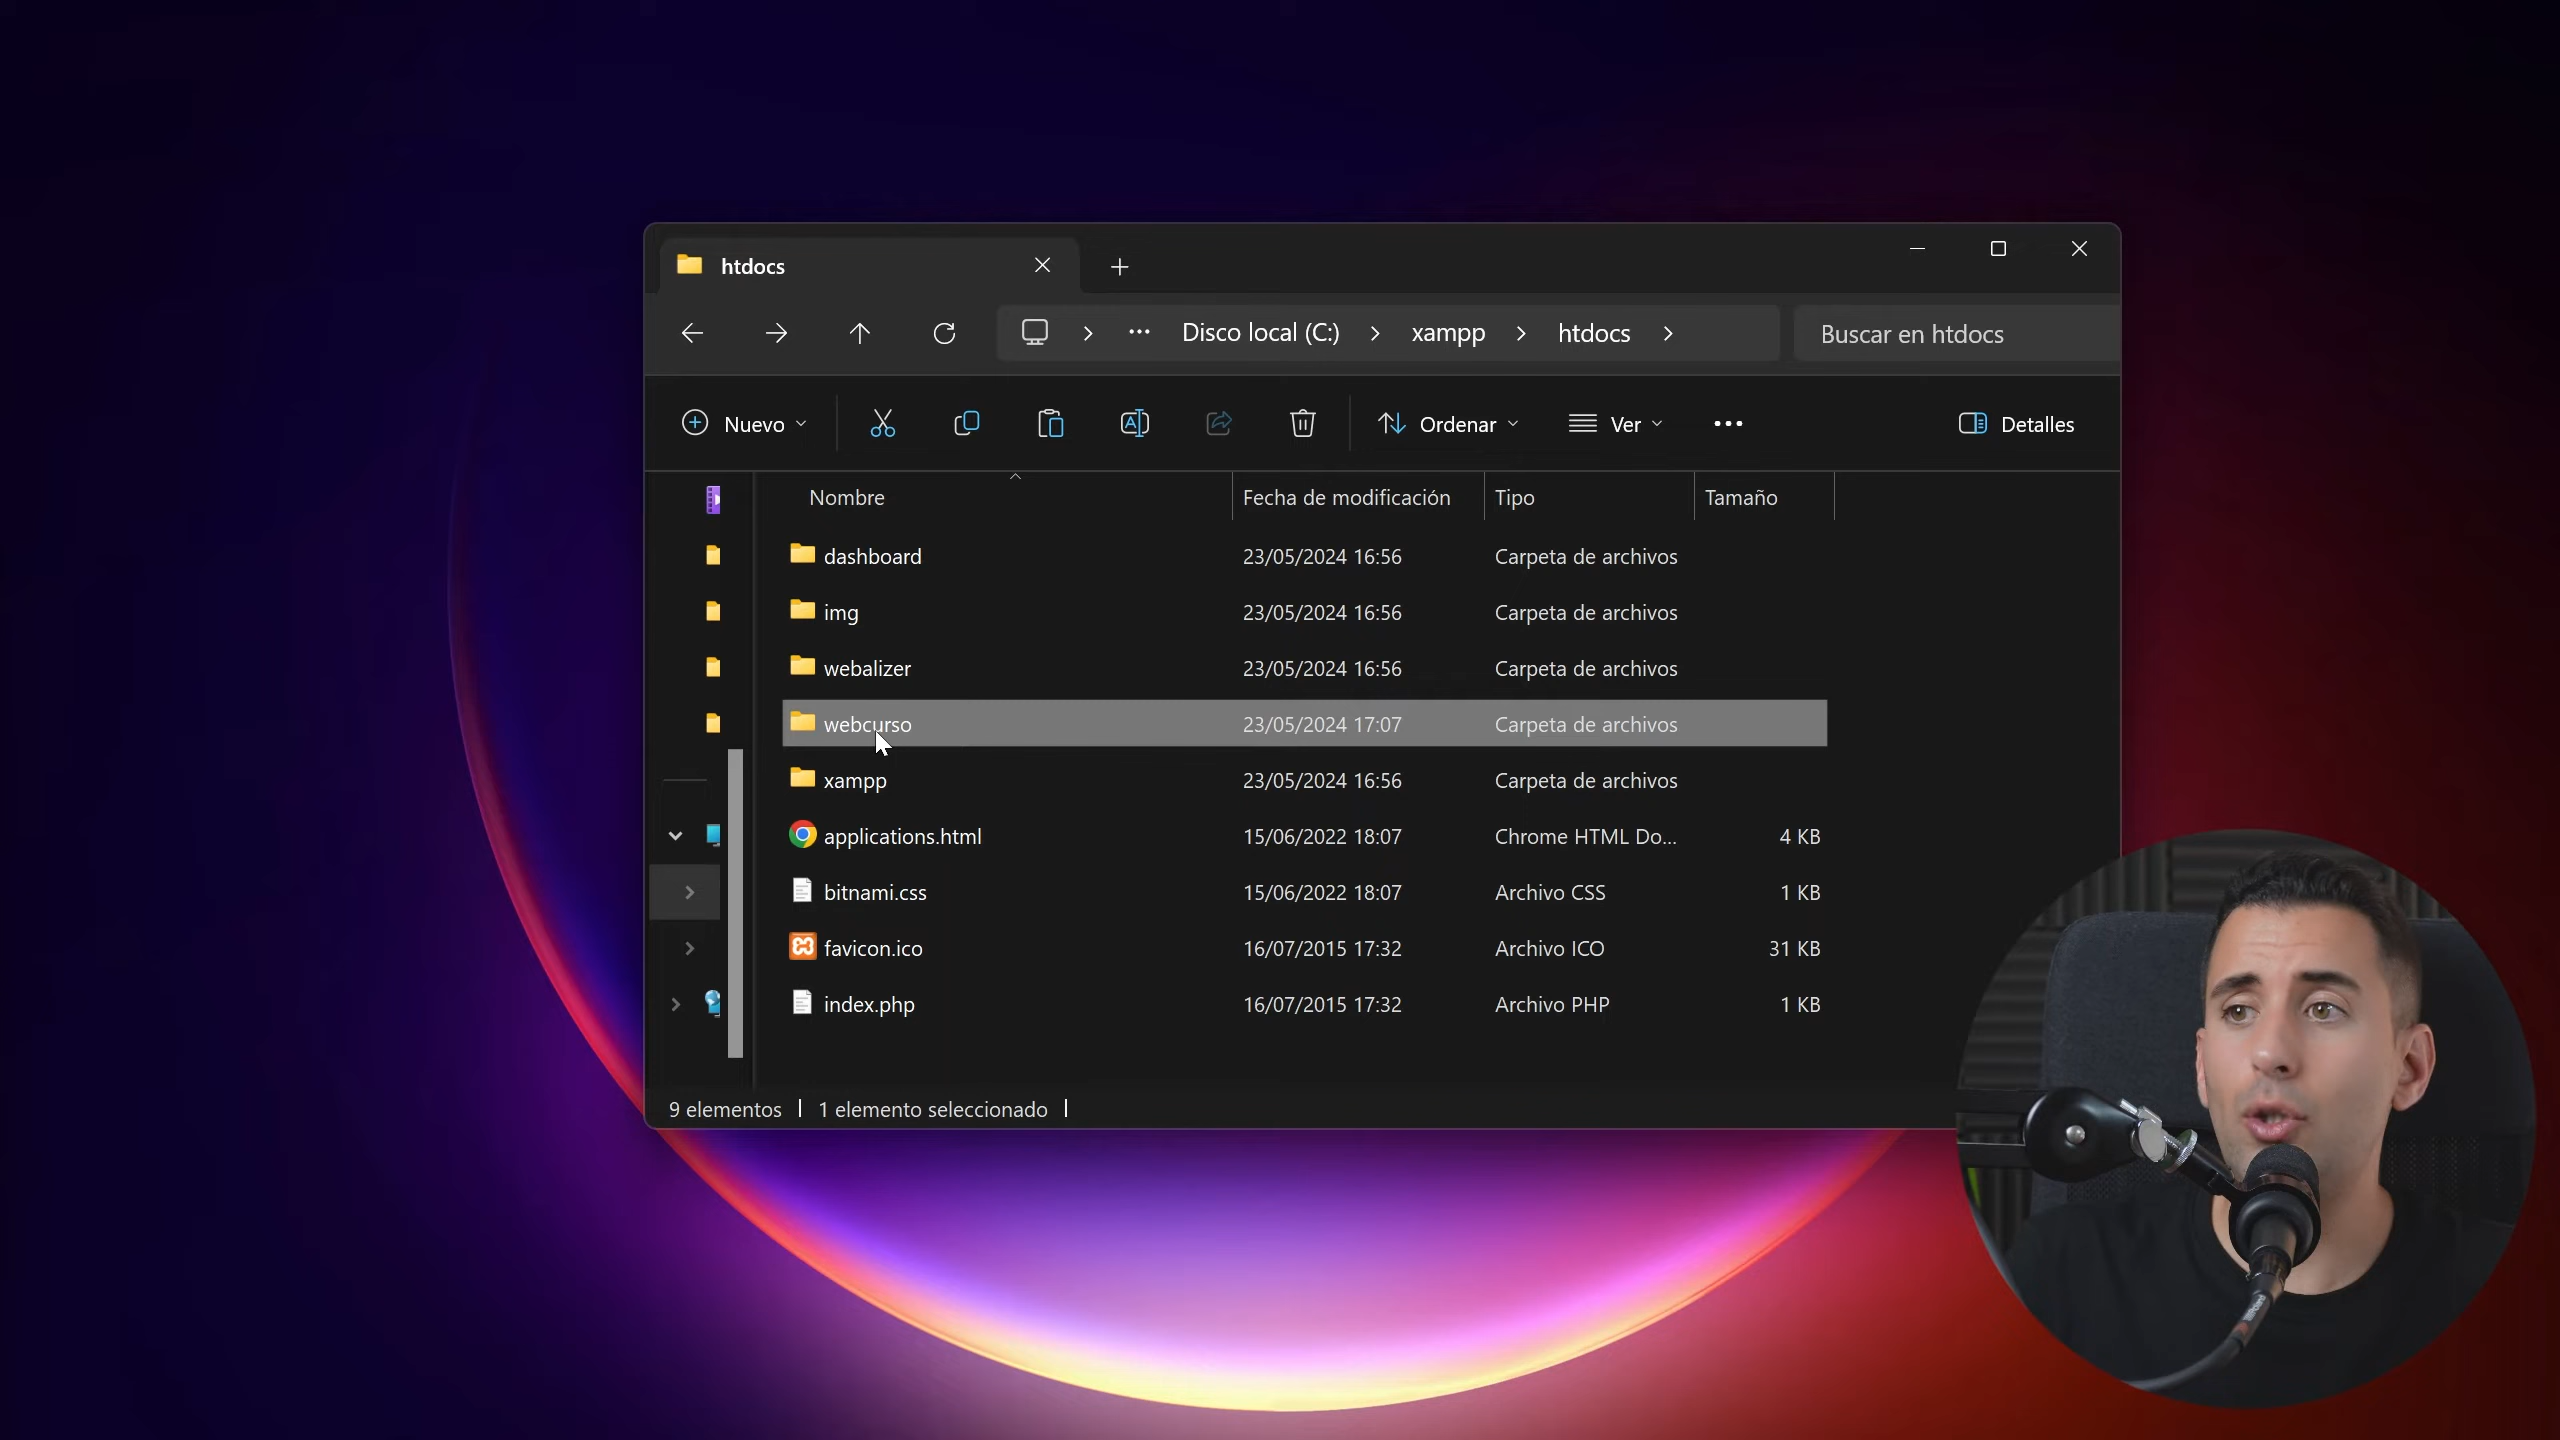 htdocs
Disco local (C:) xampp htdocs
Buscar en htdocs
Nuevo
Ordenar
Ver
Detalles
Nombre Fecha de modificación Tipo Tamaño
dashboard 23/05/2024 16:56 Carpeta de archivos
img 23/05/2024 16:56 Carpeta de archivos
webalizer 23/05/2024 16:56 Carpeta de archivos
webcurso 23/05/2024 17:07 Carpeta de archivos
xampp 23/05/2024 16:56 Carpeta de archivos
applications.html 15/06/2022 18:07 Chrome HTML Do... 4 KB
bitnami.css 15/06/2022 18:07 Archivo CSS 1 KB
favicon.ico 16/07/2015 17:32 Archivo ICO 31 KB
index.php 16/07/2015 17:32 Archivo PHP 1 KB
9 elementos 1 elemento seleccionado